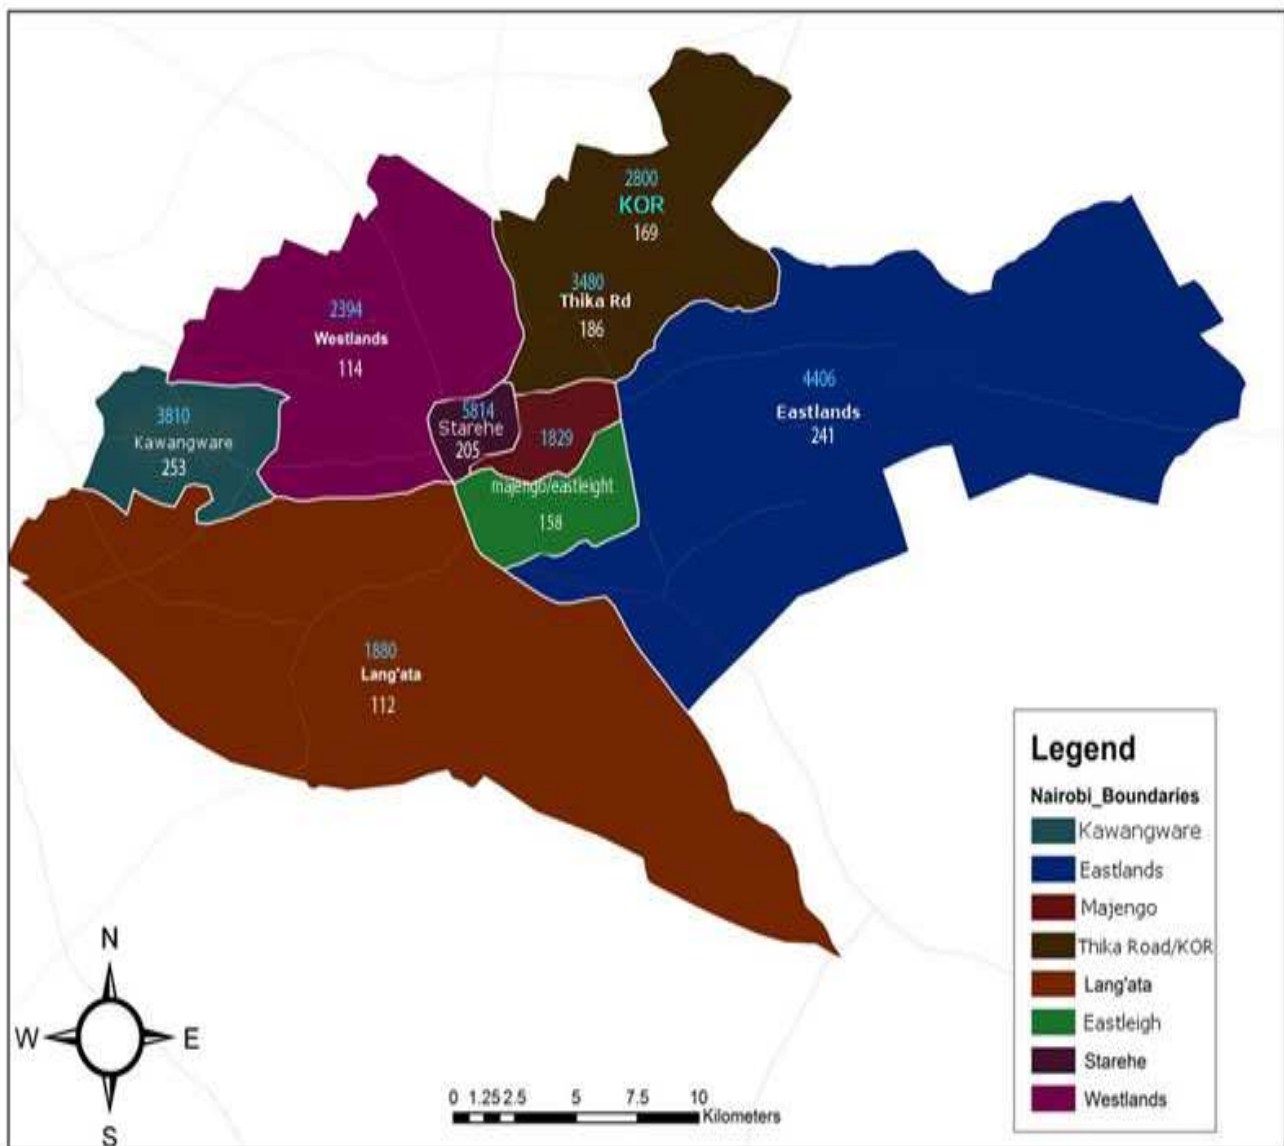 2800
KOR
169
3480
Thika Rd
186
2394
Westlands
114
4406
Eastlands
241
3810
Kawangware
253
5814
Starehe
205
1829
majengo/eastleight
158
1880
Lang'ata
112
Legend
Nairobi_Boundaries
Kawangware
Eastlands
Majengo
Thika Road/KOR
Lang'ata
Eastleigh
Starehe
Westlands
N
W E
S
0 1.25 2.5 5 7.5 10
Kilometers